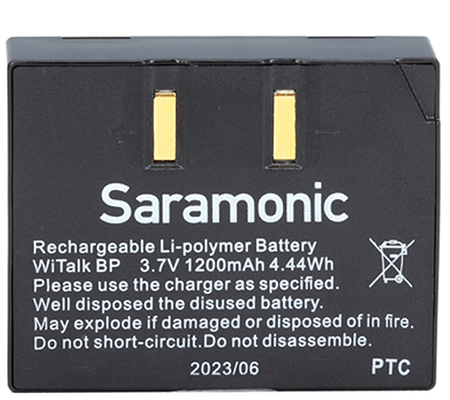 Saramonic
Rechargeable Li-polymer Battery
WiTalk BP 3.7V 1200mAh 4.44Wh
Please use the charger as specified.
Well disposed the disused battery.
May explode if damaged or disposed of in fire.
Do not short-circuit.Do not disassemble.
2023/06 PTC